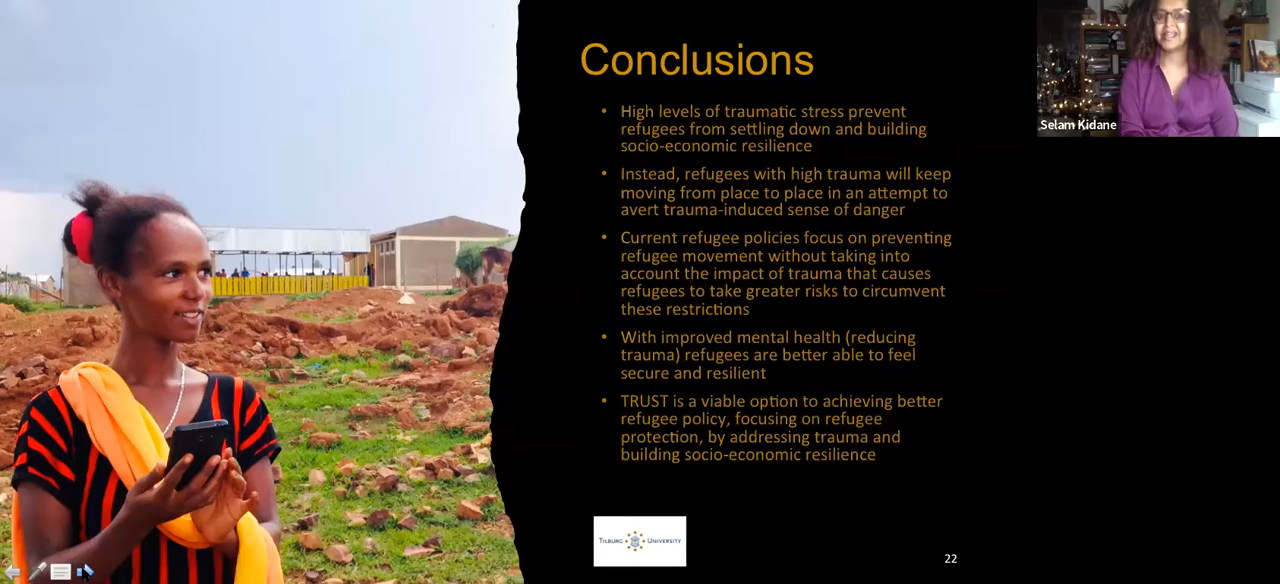 Conclusions
• High levels of traumatic stress prevent
refugees from settling down and building
socio-economic resilience
• Instead, refugees with high trauma will keep
moving from place to place in an attempt to
avert trauma-induced sense of danger
• Current refugee policies focus on preventing
refugee movement without taking into
account the impact of trauma that causes
refugees to take greater risks to circumvent
these restrictions
• With improved mental health (reducing
trauma) refugees are better able to feel
secure and resilient
• TRUST is a viable option to achieving better
refugee policy, focusing on refugee
protection, by addressing trauma and
building socio-economic resilience
Selam Kidane
TILBURG UNIVERSITY
22